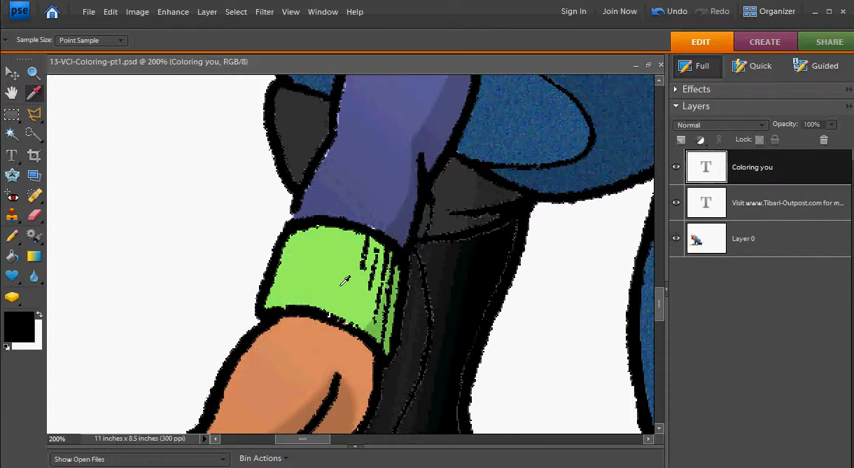 pse File Edit Image Enhance Layer Select Filter View Window Help Sign In Join Now Undo Redo Organizer
Sample Size: Point Sample EDIT CREATE SHARE
13-VCI-Coloring-pt1.psd @ 200% (Coloring you, RGB/8) Full Quick Guided
Effects
Layers
Normal Opacity: 100%
Lock:
T Coloring you
T Visit www.Tibari-Outpost.com for m...
Layer 0
T
200% 11 inches x 8.5 inches (300 ppi)
Show Open Files Bin Actions